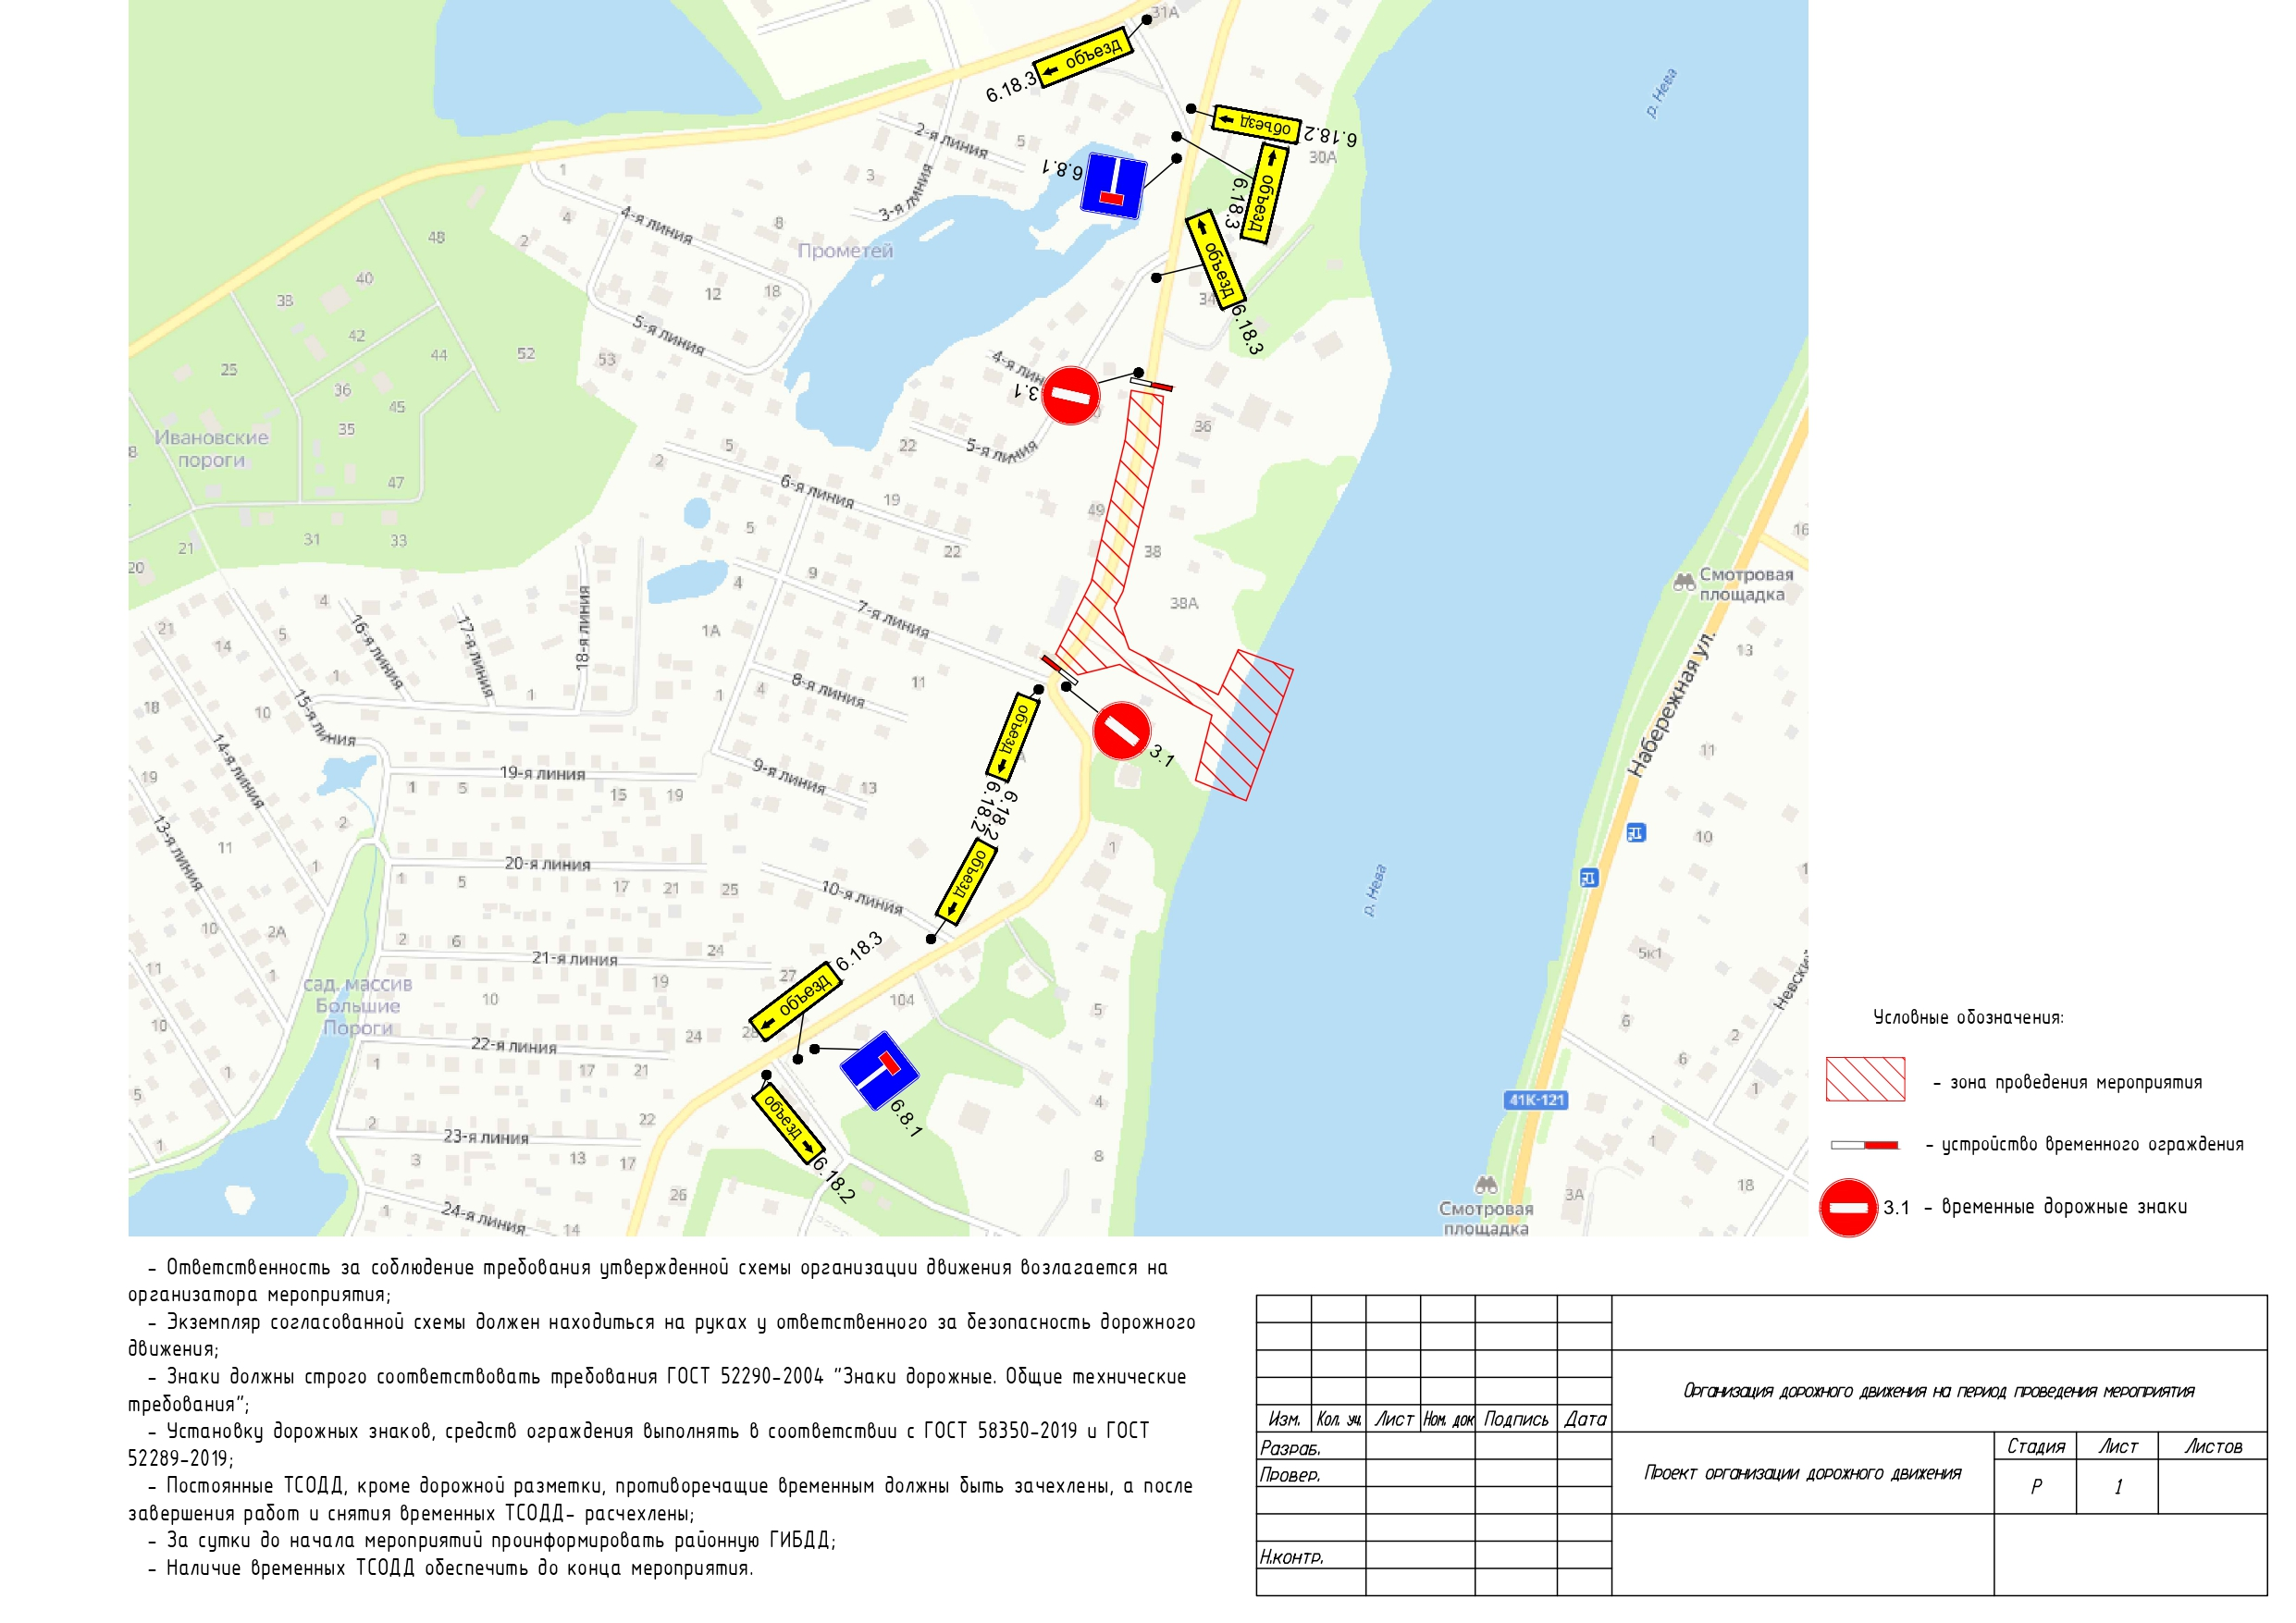 31А
объезд
6.18.3
р. Нева
объезд
6.18.2
2-я линия
5
30А
1
3
6.8.1
объезд
6.18.3
3-я линия
4
4-я линия
8
48
2
Прометей
объезд
6.18.3
40
38
12
18
34
42
5-я линия
44
52
53
25
36
3.1
45
35
36
Ивановские
пороги
8
5
22
5-я линия
2
47
6-я линия
19
49
5
21
31
33
22
38
20
4
9
Смотровая
площадка
16
18-я линия
4
7-я линия
38А
21
5
14
16-я линия
17-я линия
1А
13
1
8-я линия
11
4
1
1
18
10
15-я линия
Набережная ул.
объезд
6.18.2
3.1
11
19
14-я линия
19-я линия
9-я линия
13
1
5
15
19
6.18.2
объезд
2
13-я линия
11
1
1
10
20-я линия
10-я линия
1
5
17
21
25
р. Нева
10
2А
2
6
24
6.18.3
объезд
11
1
21-я линия
27
19
5к1
сад. массив
Большие
Пороги
10
104
5
10
24
28
6
2
22-я линия
1
17
21
6.8.1
6
1
5
1
объезд
6.18.2
4
41К-121
2
22
23-я линия
1
1
3
13
17
8
26
18
3А
24-я линия
1
14
Смотровая
площадка
Условные обозначения:
- зона проведения мероприятия
- устройство временного ограждения
3.1 - временные дорожные знаки
- Ответственность за соблюдение требования утвержденной схемы организации движения возлагается на
организатора мероприятия;
- Экземпляр согласованной схемы должен находиться на руках у ответственного за безопасность дорожного
движения;
- Знаки должны строго соответствовать требования ГОСТ 52290-2004 "Знаки дорожные. Общие технические
требования";
- Установку дорожных знаков, средств ограждения выполнять в соответствии с ГОСТ 58350-2019 и ГОСТ
52289-2019;
- Постоянные ТСОДД, кроме дорожной разметки, противоречащие временным должны быть зачехлены, а после
завершения работ и снятия временных ТСОДД- расчехлены;
- За сутки до начала мероприятий проинформировать районную ГИБДД;
- Наличие временных ТСОДД обеспечить до конца мероприятия.
Организация дорожного движения на период проведения мероприятия
Изм. Кол. уч. Лист Ном. док Подпись Дата
Разраб.
Провер.
Н.контр.
Проект организации дорожного движения
Стадия Лист Листов
Р 1